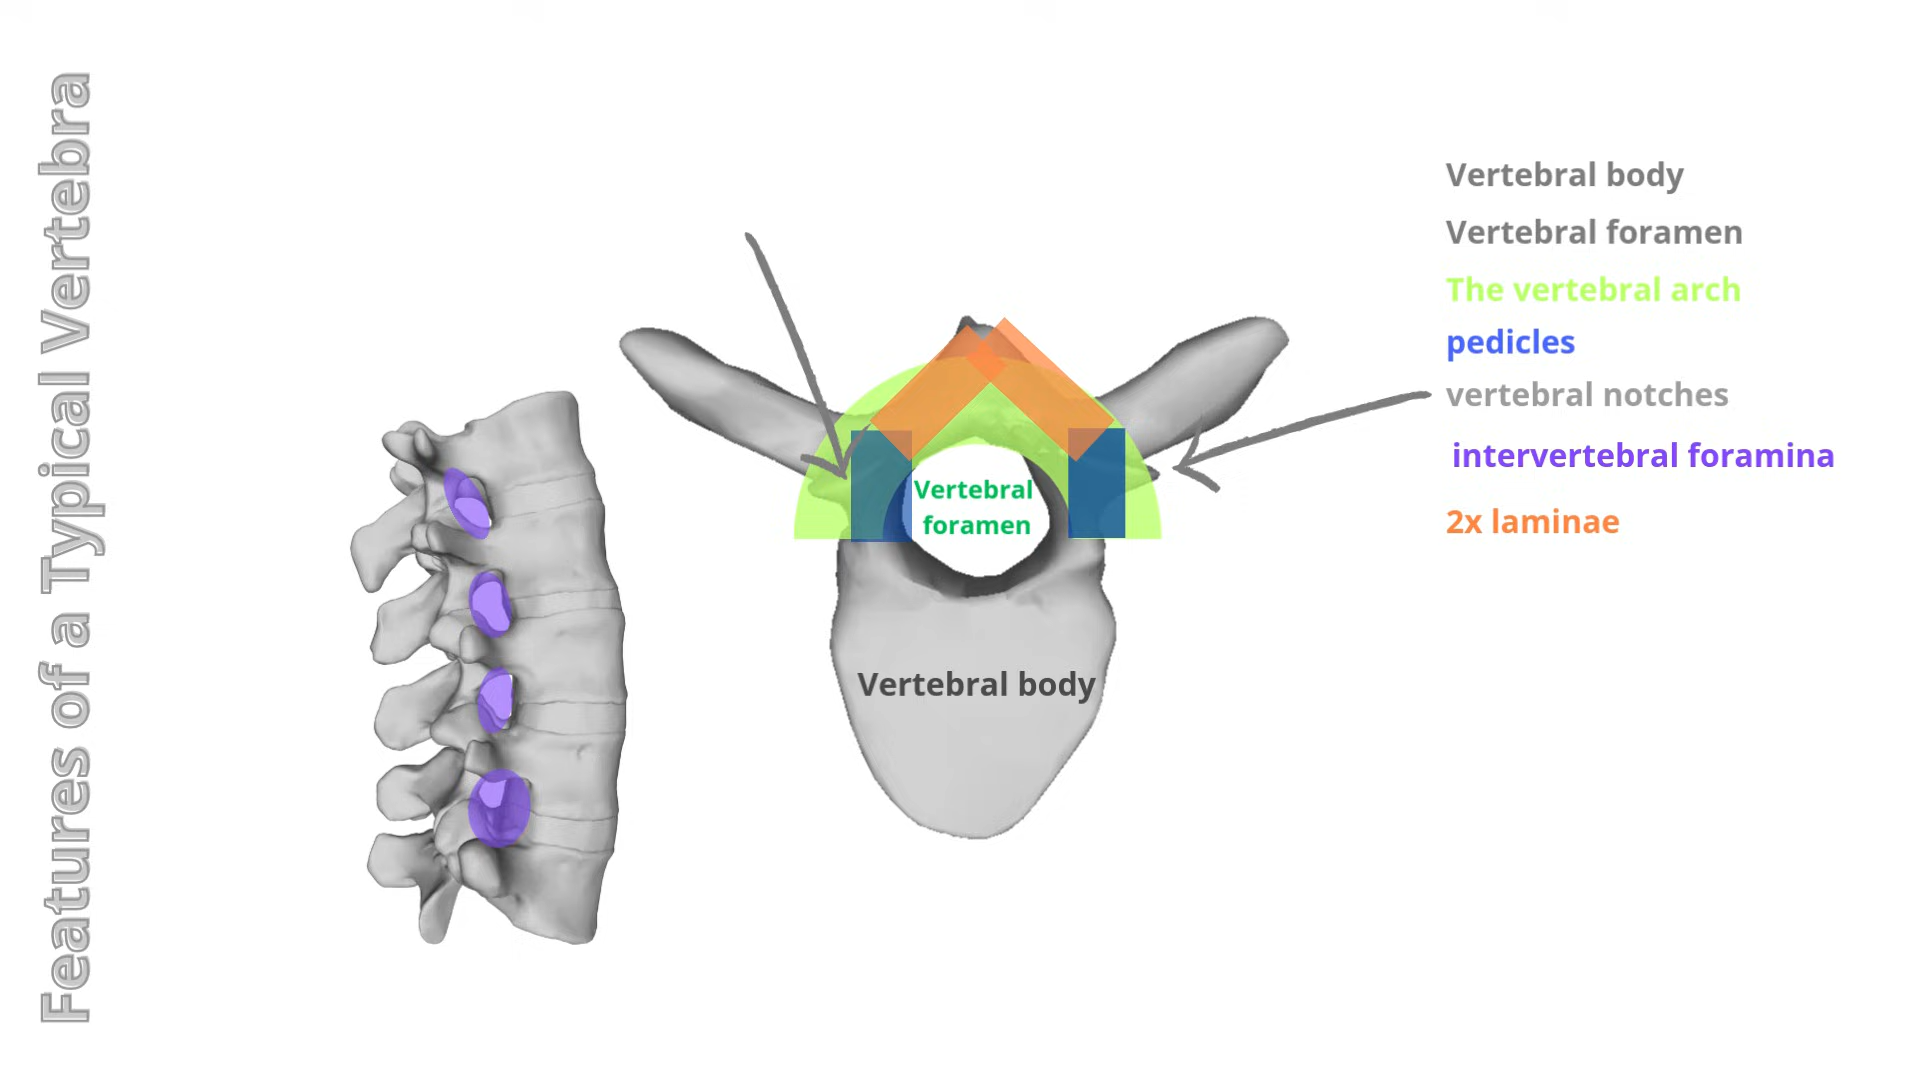 Features of a Typical Vertebra
Vertebral
foramen
Vertebral body
Vertebral body
Vertebral foramen
The vertebral arch
pedicles
vertebral notches
intervertebral foramina
2x laminae